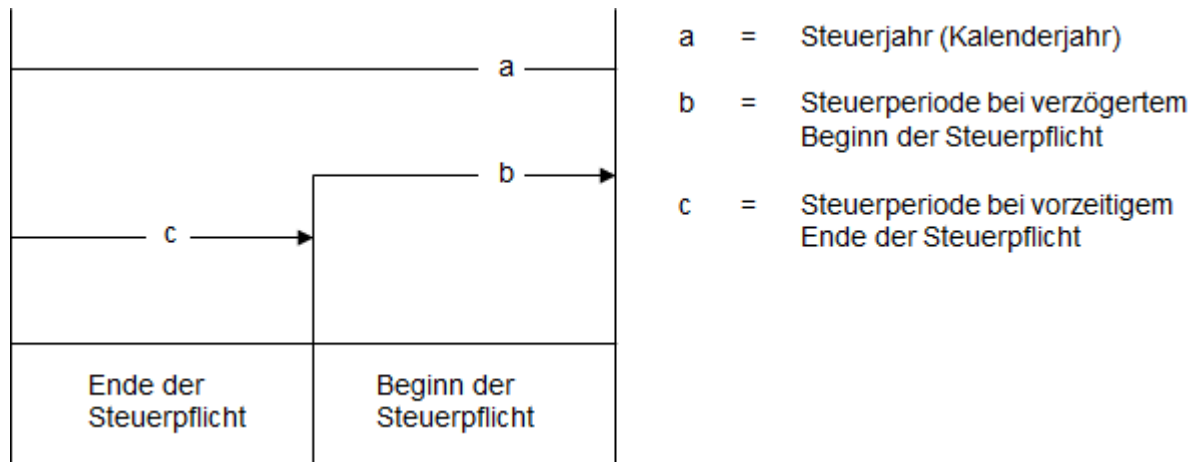 a
b
c
Ende der
Steuerpflicht
Beginn der
Steuerpflicht
a = Steuerjahr (Kalenderjahr)
b = Steuerperiode bei verzögertem
Beginn der Steuerpflicht
c = Steuerperiode bei vorzeitigem
Ende der Steuerpflicht